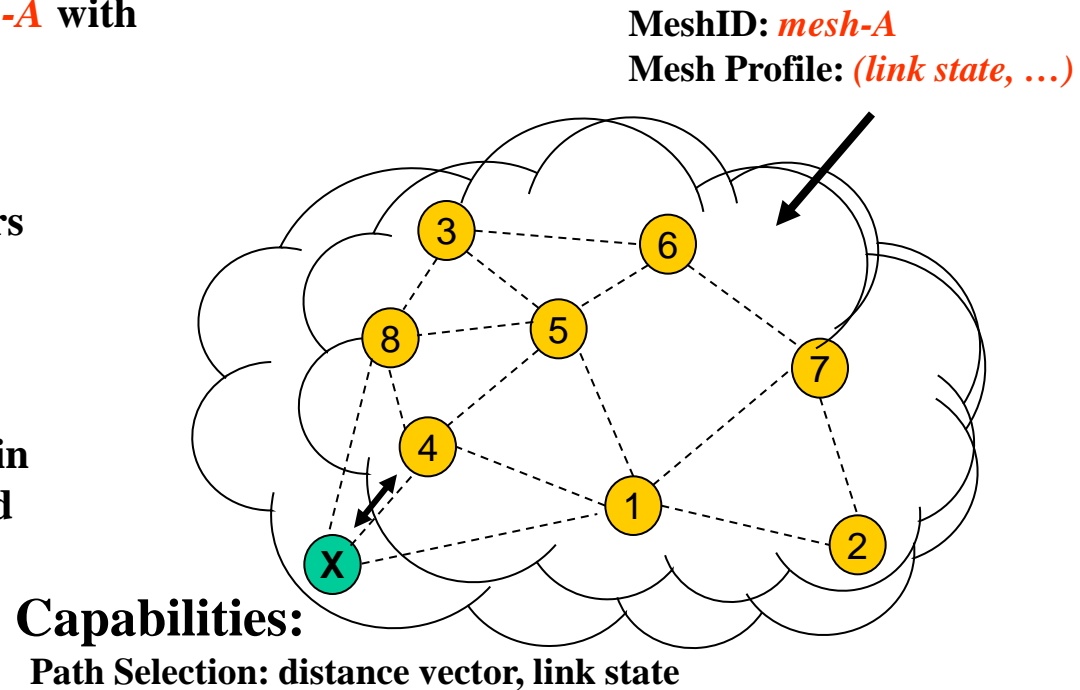 -A with
MeshID: mesh-A
Mesh Profile: (link state, …)
rs
in
d
3
6
5
8
7
4
1
2
X
Capabilities:
Path Selection: distance vector, link state